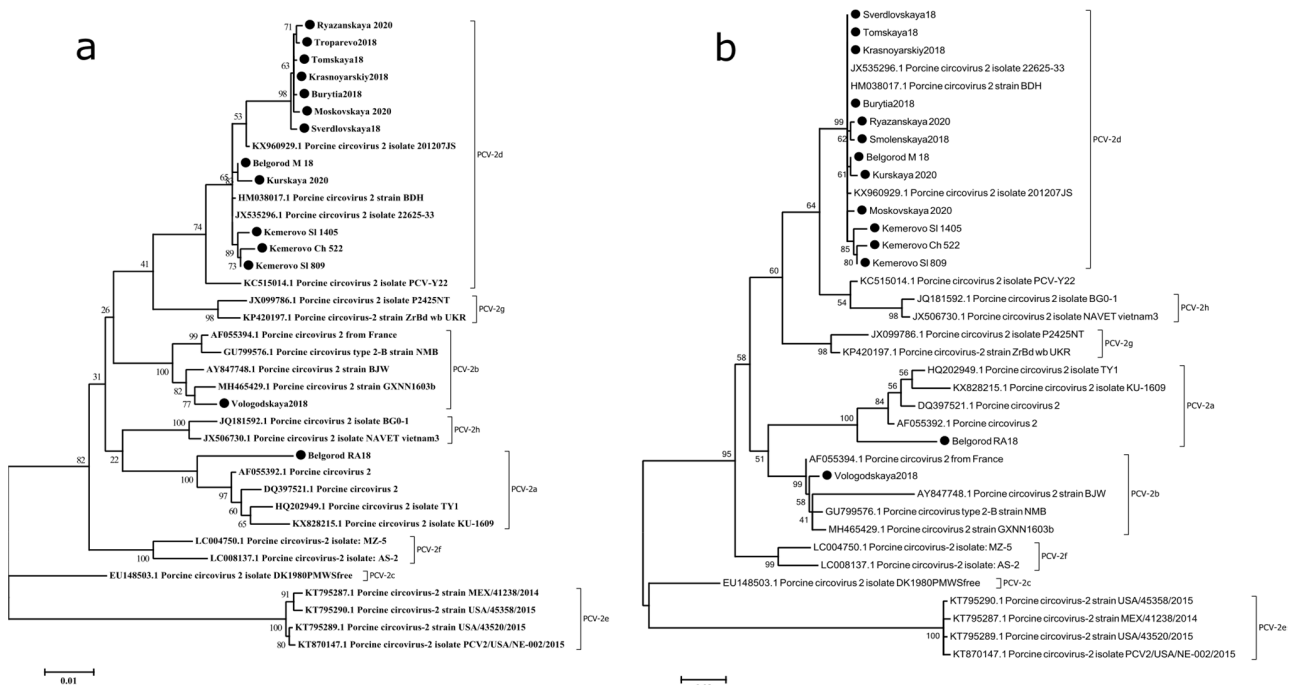 a
Ryazanskaya 2020
Troparevo2018
Tomskaya18
Krasnoyarskiy2018
Burytia2018
Moskovskaya 2020
Sverdlovskaya18
KX960929.1 Porcine circovirus 2 isolate 201207JS
Belgorod M 18
Kurskaya 2020
HM038017.1 Porcine circovirus 2 strain BDH
JX535296.1 Porcine circovirus 2 isolate 22625-33
Kemerovo Sl 1405
Kemerovo Ch 522
Kemerovo Sl 809
KC515014.1 Porcine circovirus 2 isolate PCV-Y22
JX099786.1 Porcine circovirus 2 isolate P2425NT
KP420197.1 Porcine circovirus-2 strain ZrBd wb UKR
AF055394.1 Porcine circovirus 2 from France
GU799576.1 Porcine circovirus type 2-B strain NMB
AY847748.1 Porcine circovirus 2 strain BJW
MH465429.1 Porcine circovirus 2 strain GXNN1603b
Vologodskaya2018
JQ181592.1 Porcine circovirus 2 isolate BG0-1
JX506730.1 Porcine circovirus 2 isolate NAVET vietnam3
Belgorod RA18
AF055392.1 Porcine circovirus 2
DQ397521.1 Porcine circovirus 2
HQ202949.1 Porcine circovirus 2 isolate TY1
KX828215.1 Porcine circovirus 2 isolate KU-1609
LC004750.1 Porcine circovirus-2 isolate: MZ-5
LC008137.1 Porcine circovirus-2 isolate: AS-2
EU148503.1 Porcine circovirus 2 isolate DK1980PMWSfree
KT795287.1 Porcine circovirus-2 strain MEX/41238/2014
KT795290.1 Porcine circovirus-2 strain USA/45358/2015
KT795289.1 Porcine circovirus-2 strain USA/43520/2015
KT870147.1 Porcine circovirus-2 isolate PCV2/USA/NE-002/2015
PCV-2d
PCV-2g
PCV-2b
PCV-2h
PCV-2a
PCV-2f
PCV-2c
PCV-2e
71
63
98
53
65
89
73
74
41
98
26
99
100
82
77
31
100
22
100
97
60
65
82
100
91
100
80
0.01
b
Sverdlovskaya18
Tomskaya18
Krasnoyarskiy2018
JX535296.1 Porcine circovirus 2 isolate 22625-33
HM038017.1 Porcine circovirus 2 strain BDH
Burytia2018
Ryazanskaya 2020
Smolenskaya2018
Belgorod M 18
Kurskaya 2020
KX960929.1 Porcine circovirus 2 isolate 201207JS
Moskovskaya 2020
Kemerovo Sl 1405
Kemerovo Ch 522
Kemerovo Sl 809
KC515014.1 Porcine circovirus 2 isolate PCV-Y22
JQ181592.1 Porcine circovirus 2 isolate BG0-1
JX506730.1 Porcine circovirus 2 isolate NAVET vietnam3
JX099786.1 Porcine circovirus 2 isolate P2425NT
KP420197.1 Porcine circovirus-2 strain ZrBd wb UKR
HQ202949.1 Porcine circovirus 2 isolate TY1
KX828215.1 Porcine circovirus 2 isolate KU-1609
DQ397521.1 Porcine circovirus 2
AF055392.1 Porcine circovirus 2
Belgorod RA18
AF055394.1 Porcine circovirus 2 from France
Vologodskaya2018
AY847748.1 Porcine circovirus 2 strain BJW
GU799576.1 Porcine circovirus type 2-B strain NMB
MH465429.1 Porcine circovirus 2 strain GXNN1603b
LC004750.1 Porcine circovirus-2 isolate: MZ-5
LC008137.1 Porcine circovirus-2 isolate: AS-2
EU148503.1 Porcine circovirus 2 isolate DK1980PMWSfree
KT795290.1 Porcine circovirus-2 strain USA/45358/2015
KT795287.1 Porcine circovirus-2 strain MEX/41238/2014
KT795289.1 Porcine circovirus-2 strain USA/43520/2015
KT870147.1 Porcine circovirus-2 isolate PCV2/USA/NE-002/2015
PCV-2d
PCV-2h
PCV-2g
PCV-2a
PCV-2b
PCV-2f
PCV-2c
PCV-2e
99
62
61
85
80
64
54
98
60
98
56
56
84
100
58
51
99
58
41
95
99
100